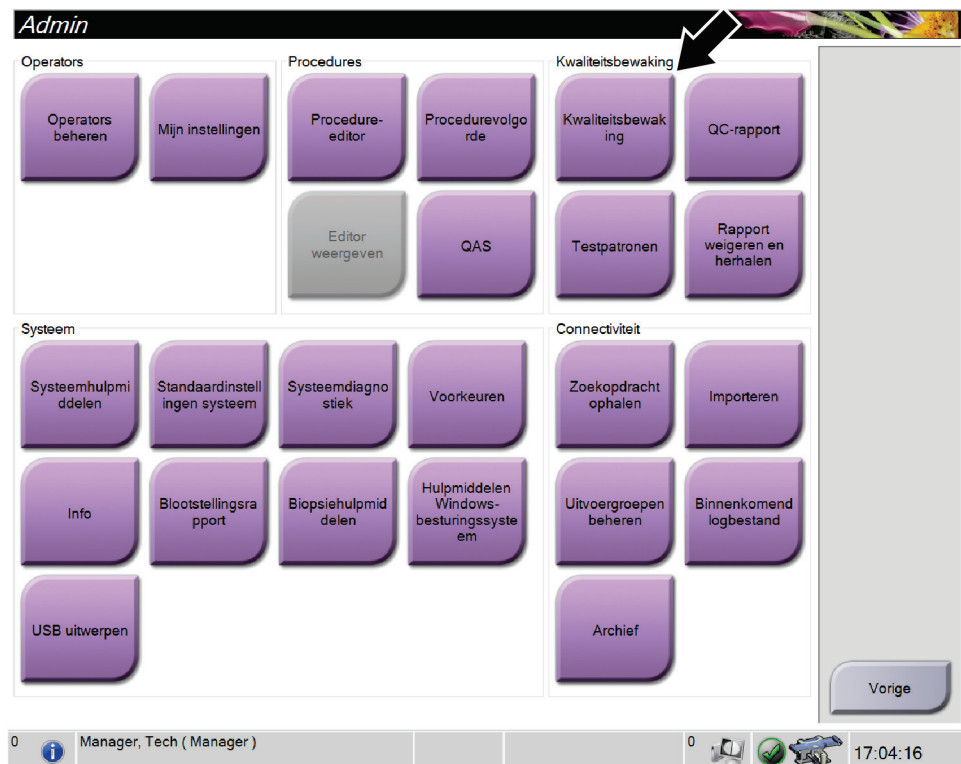 Admin
Operators
Operators
beheren
Mijn instellingen
Procedures
Procedure-
editor
Procedurevolgo
rde
Editor
weergeven
QAS
Kwaliteitsbewaking
Kwaliteitsbewak
ing
QC-rapport
Testpatronen
Rapport
weigeren en
herhalen
Systeem
Systeemhulpmi
ddelen
Standaardinstell
ingen systeem
Systeemdiagno
stiek
Voorkeuren
Info
Blootstellingsra
pport
Biopsiehulpmid
delen
Hulpmiddelen
Windows-
besturingssyste
em
USB uitwerpen
Connectiviteit
Zoekopdracht
ophalen
Importeren
Uitvoergroepen
beheren
Binnenkomend
logbestand
Archief
Vorige
0
Manager, Tech ( Manager )
0
17:04:16